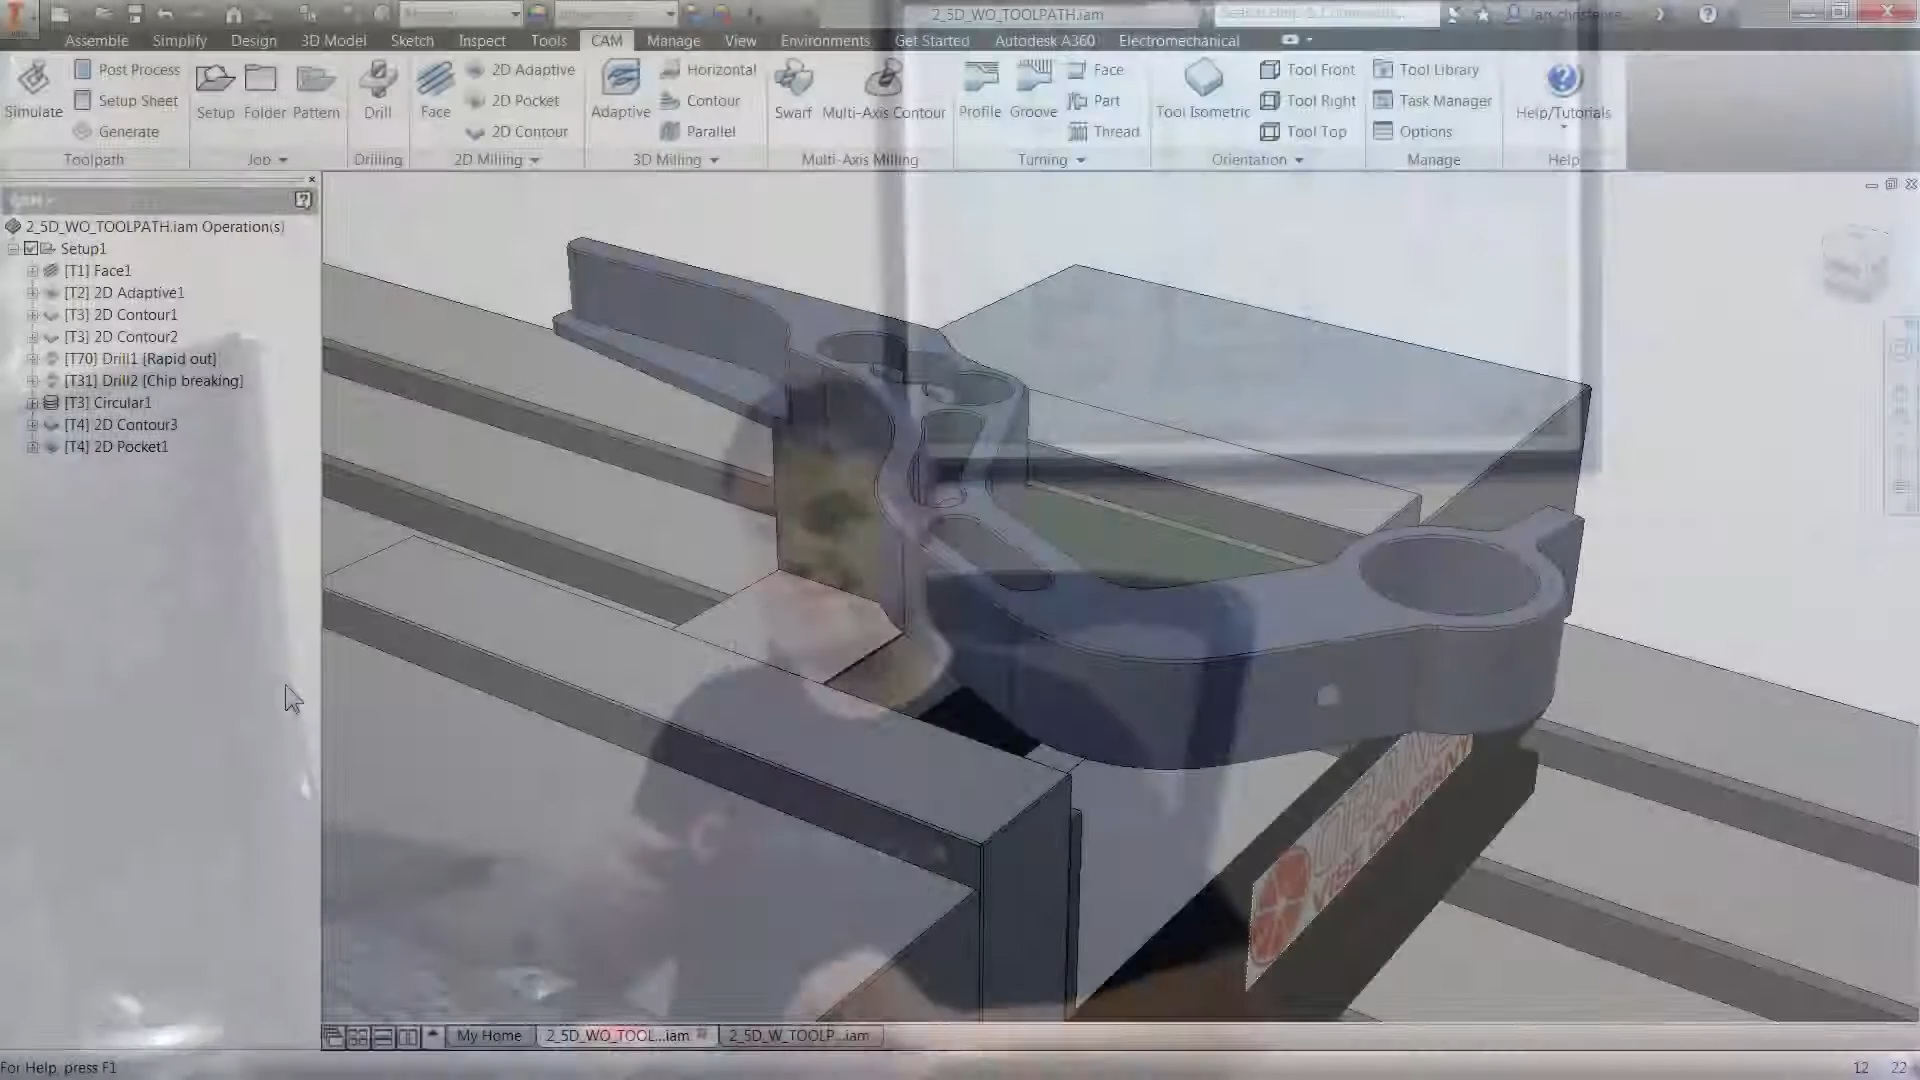 2_5D_WO_TOOLPATH.iam
Assemble Simplify Design 3D Model Sketch Inspect Tools CAM Manage View Environments Get Started Autodesk A360 Electromechanical
Simulate
Post Process
Setup Sheet
Generate
Toolpath
Setup Folder Pattern
Job
Drill
Drilling
Face
2D Adaptive
2D Pocket
2D Contour
2D Milling
Adaptive
Horizontal
Contour
Parallel
3D Milling
Swarf Multi-Axis Contour
Multi-Axis Milling
Profile Groove
Face
Part
Thread
Turning
Tool Isometric
Tool Front
Tool Right
Tool Top
Orientation
Tool Library
Task Manager
Options
Manage
Help/Tutorials
Help
2_5D_WO_TOOLPATH.iam Operation(s)
Setup1
[T1] Face1
[T2] 2D Adaptive1
[T3] 2D Contour1
[T3] 2D Contour2
[T70] Drill1 [Rapid out]
[T31] Drill2 [Chip breaking]
[T3] Circular1
[T4] 2D Contour3
[T4] 2D Pocket1
VISE COMPANY
My Home 2_5D_WO_TOOL...iam 2_5D_W_TOOLP...iam
For Help, press F1
12 22